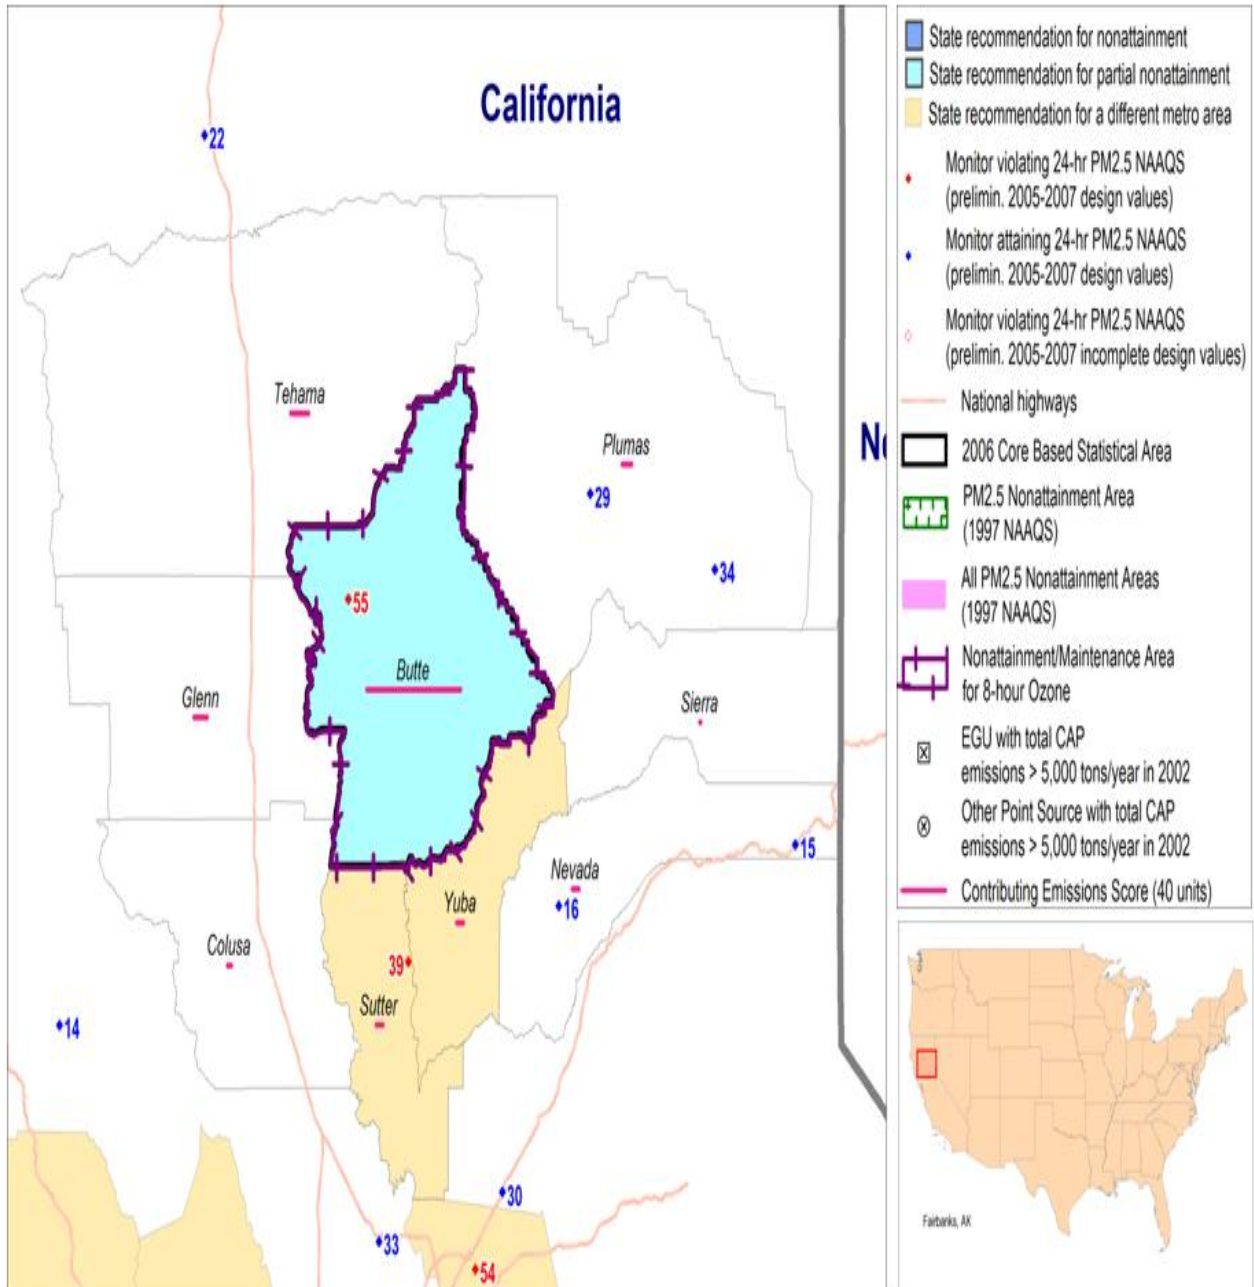 California
22
Tehama
Plumas
Ne
29
34
55
Butte
Glenn
Sierra
15
Nevada
16
Yuba
Colusa
39
Sutter
14
30
33
54
State recommendation for nonattainment
State recommendation for partial nonattainment
State recommendation for a different metro area
Monitor violating 24-hr PM2.5 NAAQS
(prelimin. 2005-2007 design values)
Monitor attaining 24-hr PM2.5 NAAQS
(prelimin. 2005-2007 design values)
Monitor violating 24-hr PM2.5 NAAQS
(prelimin. 2005-2007 incomplete design values)
National highways
2006 Core Based Statistical Area
PM2.5 Nonattainment Area
(1997 NAAQS)
All PM2.5 Nonattainment Areas
(1997 NAAQS)
Nonattainment/Maintenance Area
for 8-hour Ozone
EGU with total CAP
emissions > 5,000 tons/year in 2002
Other Point Source with total CAP
emissions > 5,000 tons/year in 2002
Contributing Emissions Score (40 units)
Fairbanks, AK